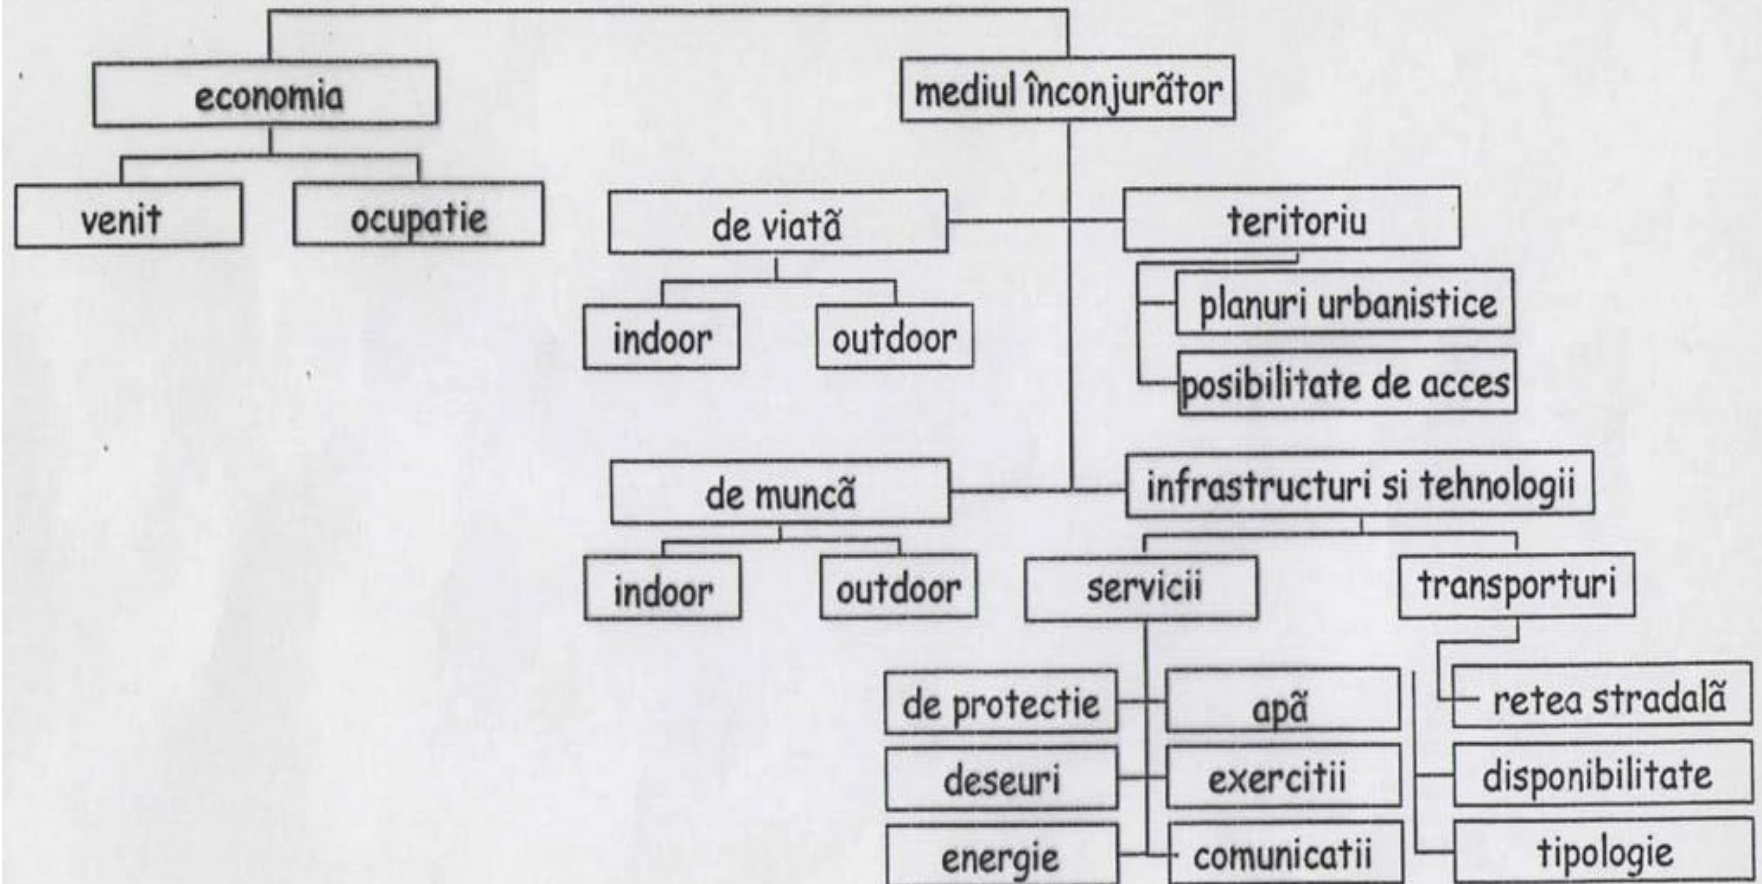 economia
mediul înconjurãtor
venit
ocupatie
de viatã
teritoriu
planuri urbanistice
indoor
outdoor
posibilitate de acces
de muncã
infrastructuri si tehnologii
indoor
outdoor
servicii
transporturi
de protectie
apã
retea stradalã
deseuri
exercitii
disponibilitate
energie
comunicatii
tipologie